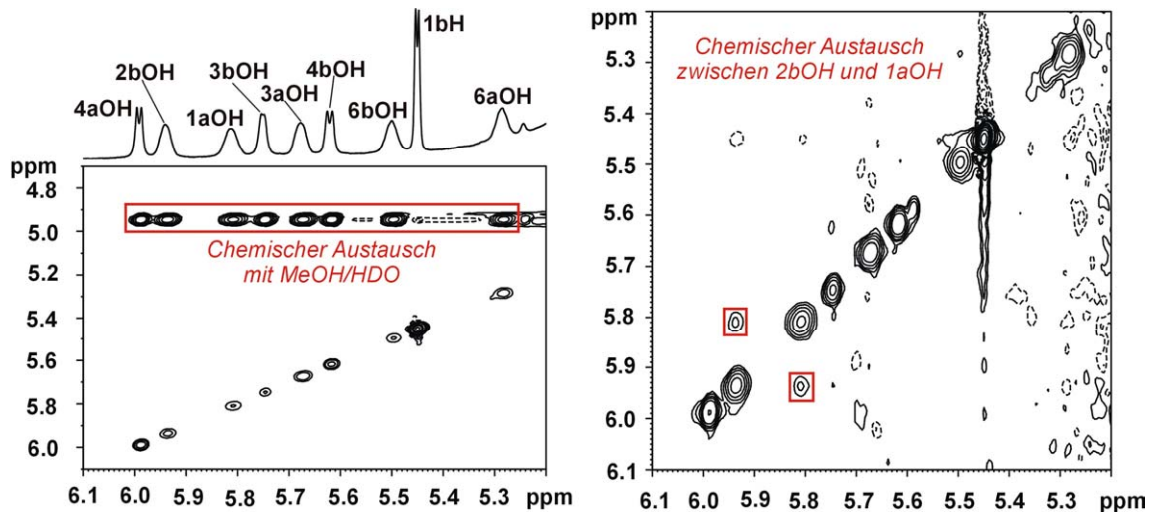 1bH
2bOH
3bOH
4bOH
4aOH
1aOH
3aOH
6bOH
6aOH
ppm
4.8
5.0
5.2
5.4
5.6
5.8
6.0
Chemischer Austausch
mit MeOH/HDO
6.1 6.0 5.9 5.8 5.7 5.6 5.5 5.4 5.3 ppm
ppm
5.3
5.4
5.5
5.6
5.7
5.8
5.9
6.0
6.1
Chemischer Austausch
zwischen 2bOH und 1aOH
6.1 6.0 5.9 5.8 5.7 5.6 5.5 5.4 5.3 ppm